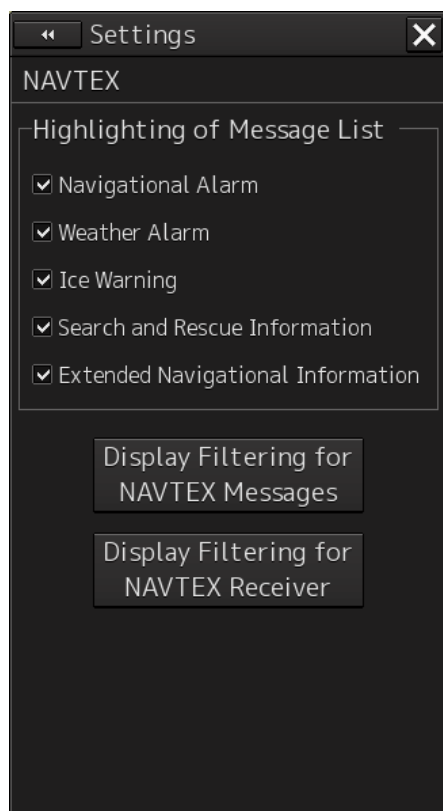 Settings
NAVTEX
Highlighting of Message List
Navigational Alarm
Weather Alarm
Ice Warning
Search and Rescue Information
Extended Navigational Information
Display Filtering for
NAVTEX Messages
Display Filtering for
NAVTEX Receiver